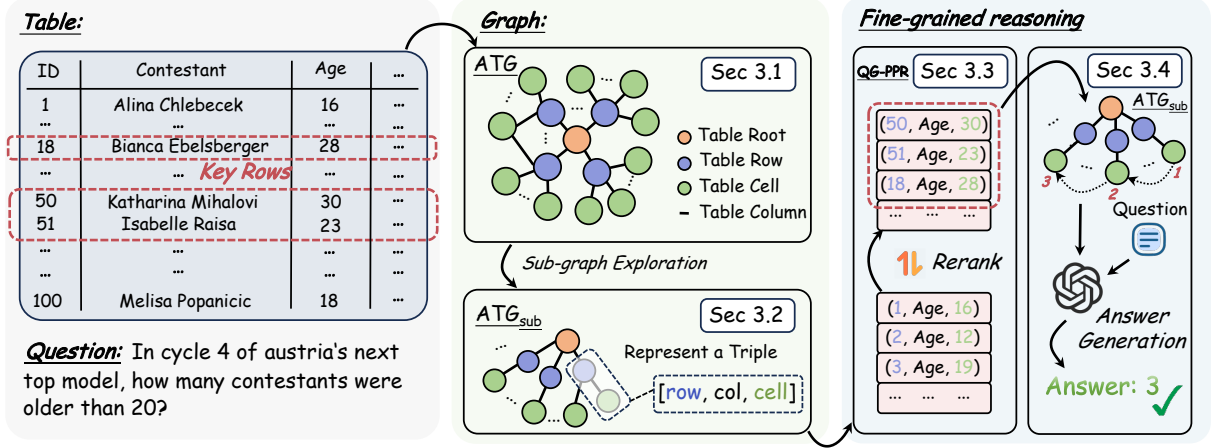 Table:
ID Contestant Age ...
1 Alina Chlebecek 16 ...
... ... ... ...
18 Bianca Ebelsberger 28 ...
... ... Key Rows ... ...
50 Katharina Mihalovi 30 ...
51 Isabelle Raisa 23 ...
... ... ... ...
... ... ... ...
100 Melisa Popanicic 18 ...
Question: In cycle 4 of austria's next
top model, how many contestants were
older than 20?
Graph:
ATG
Sec 3.1
Table Root
Table Row
Table Cell
Table Column
Sub-graph Exploration
ATGsub
Sec 3.2
Represent a Triple
[row, col, cell]
Fine-grained reasoning
QG-PPR
Sec 3.3
(50, Age, 30)
(51, Age, 23)
(18, Age, 28)
... ... ...
Rerank
(1, Age, 16)
(2, Age, 12)
(3, Age, 19)
... ... ...
Sec 3.4
ATGsub
3
2
1
Question
Answer
Generation
Answer: 3